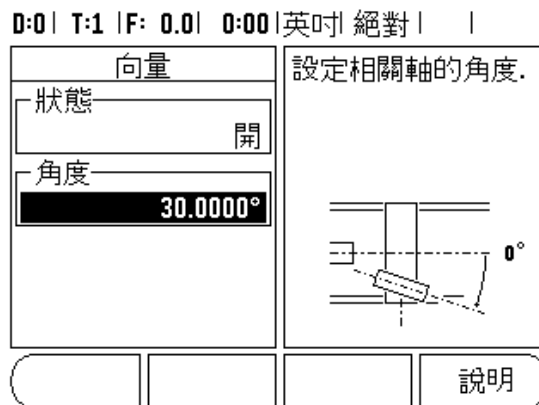 D:0 | T:1 | F: 0.0 | 0:00 | 英吋 | 絕對 | |
向量
設定相關軸的角度.
狀態
開
角度
30.0000°
0°
說明